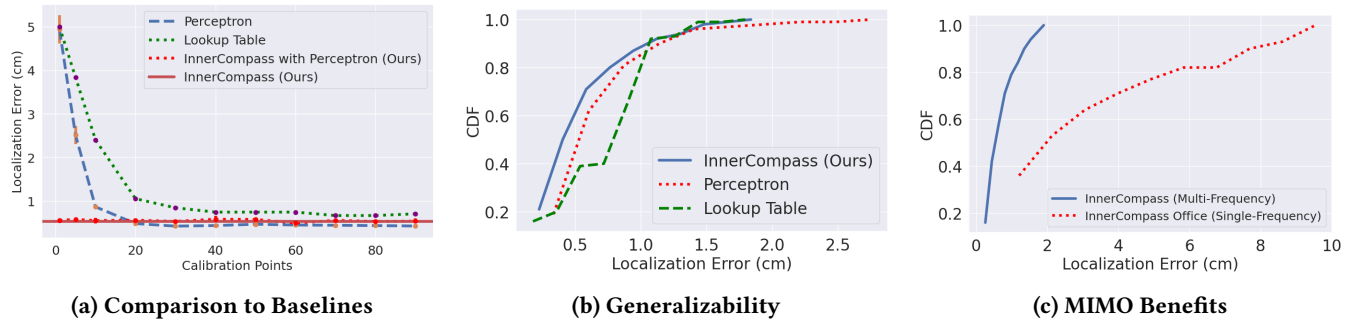 Localization Error (cm)
5
4
3
2
1
Perceptron
Lookup Table
InnerCompass with Perceptron (Ours)
InnerCompass (Ours)
0 20 40 60 80
Calibration Points
(a) Comparison to Baselines
CDF
1.0
0.8
0.6
0.4
0.2
InnerCompass (Ours)
Perceptron
Lookup Table
0.5 1.0 1.5 2.0 2.5
Localization Error (cm)
(b) Generalizability
CDF
1.0
0.8
0.6
0.4
0.2
InnerCompass (Multi-Frequency)
InnerCompass Office (Single-Frequency)
0 2 4 6 8 10
Localization Error (cm)
(c) MIMO Benefits